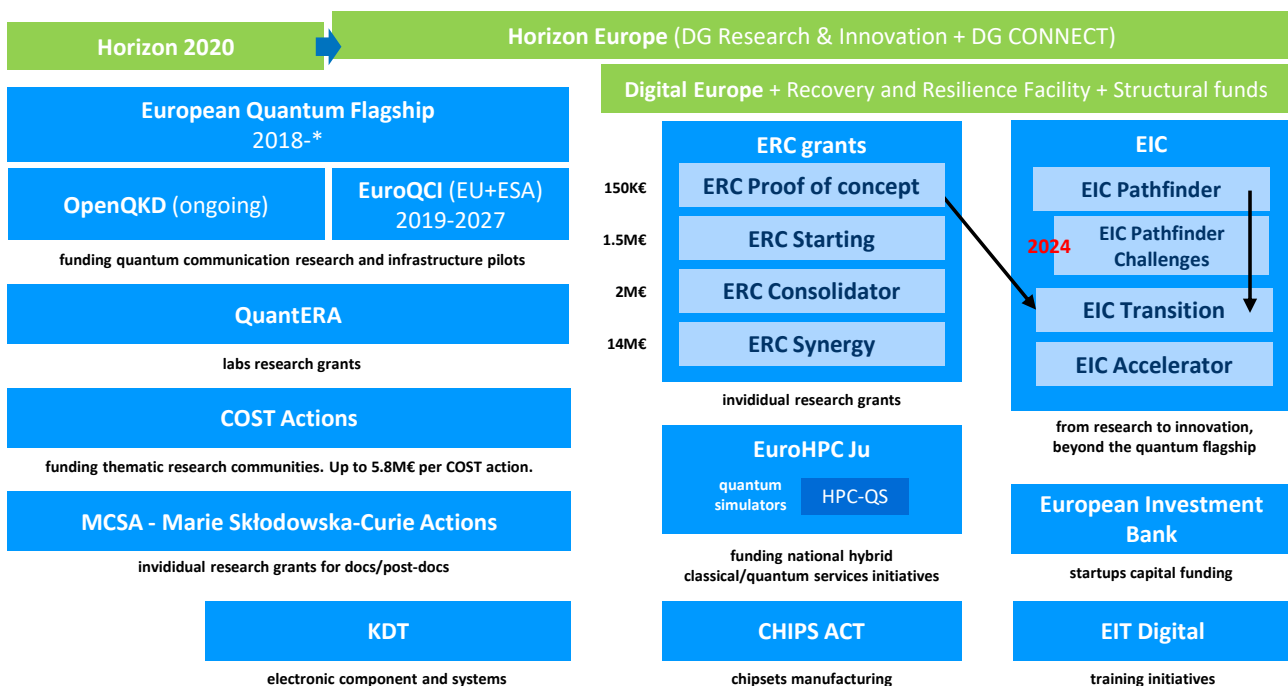 Horizon 2020
Horizon Europe (DG Research & Innovation + DG CONNECT)
Digital Europe + Recovery and Resilience Facility + Structural funds
European Quantum Flagship
2018-*
OpenQKD (ongoing)
EuroQCI (EU+ESA)
2019-2027
funding quantum communication research and infrastructure pilots
QuantERA
labs research grants
COST Actions
funding thematic research communities. Up to 5.8M€ per COST action.
MCSA - Marie Skłodowska-Curie Actions
invididual research grants for docs/post-docs
KDT
electronic component and systems
ERC grants
150K€
ERC Proof of concept
1.5M€
ERC Starting
2M€
ERC Consolidator
14M€
ERC Synergy
invididual research grants
EuroHPC Ju
quantum
simulators
HPC-QS
funding national hybrid
classical/quantum services initiatives
CHIPS ACT
chipsets manufacturing
EIC
EIC Pathfinder
2024
EIC Pathfinder
Challenges
EIC Transition
EIC Accelerator
from research to innovation,
beyond the quantum flagship
European Investment
Bank
startups capital funding
EIT Digital
training initiatives